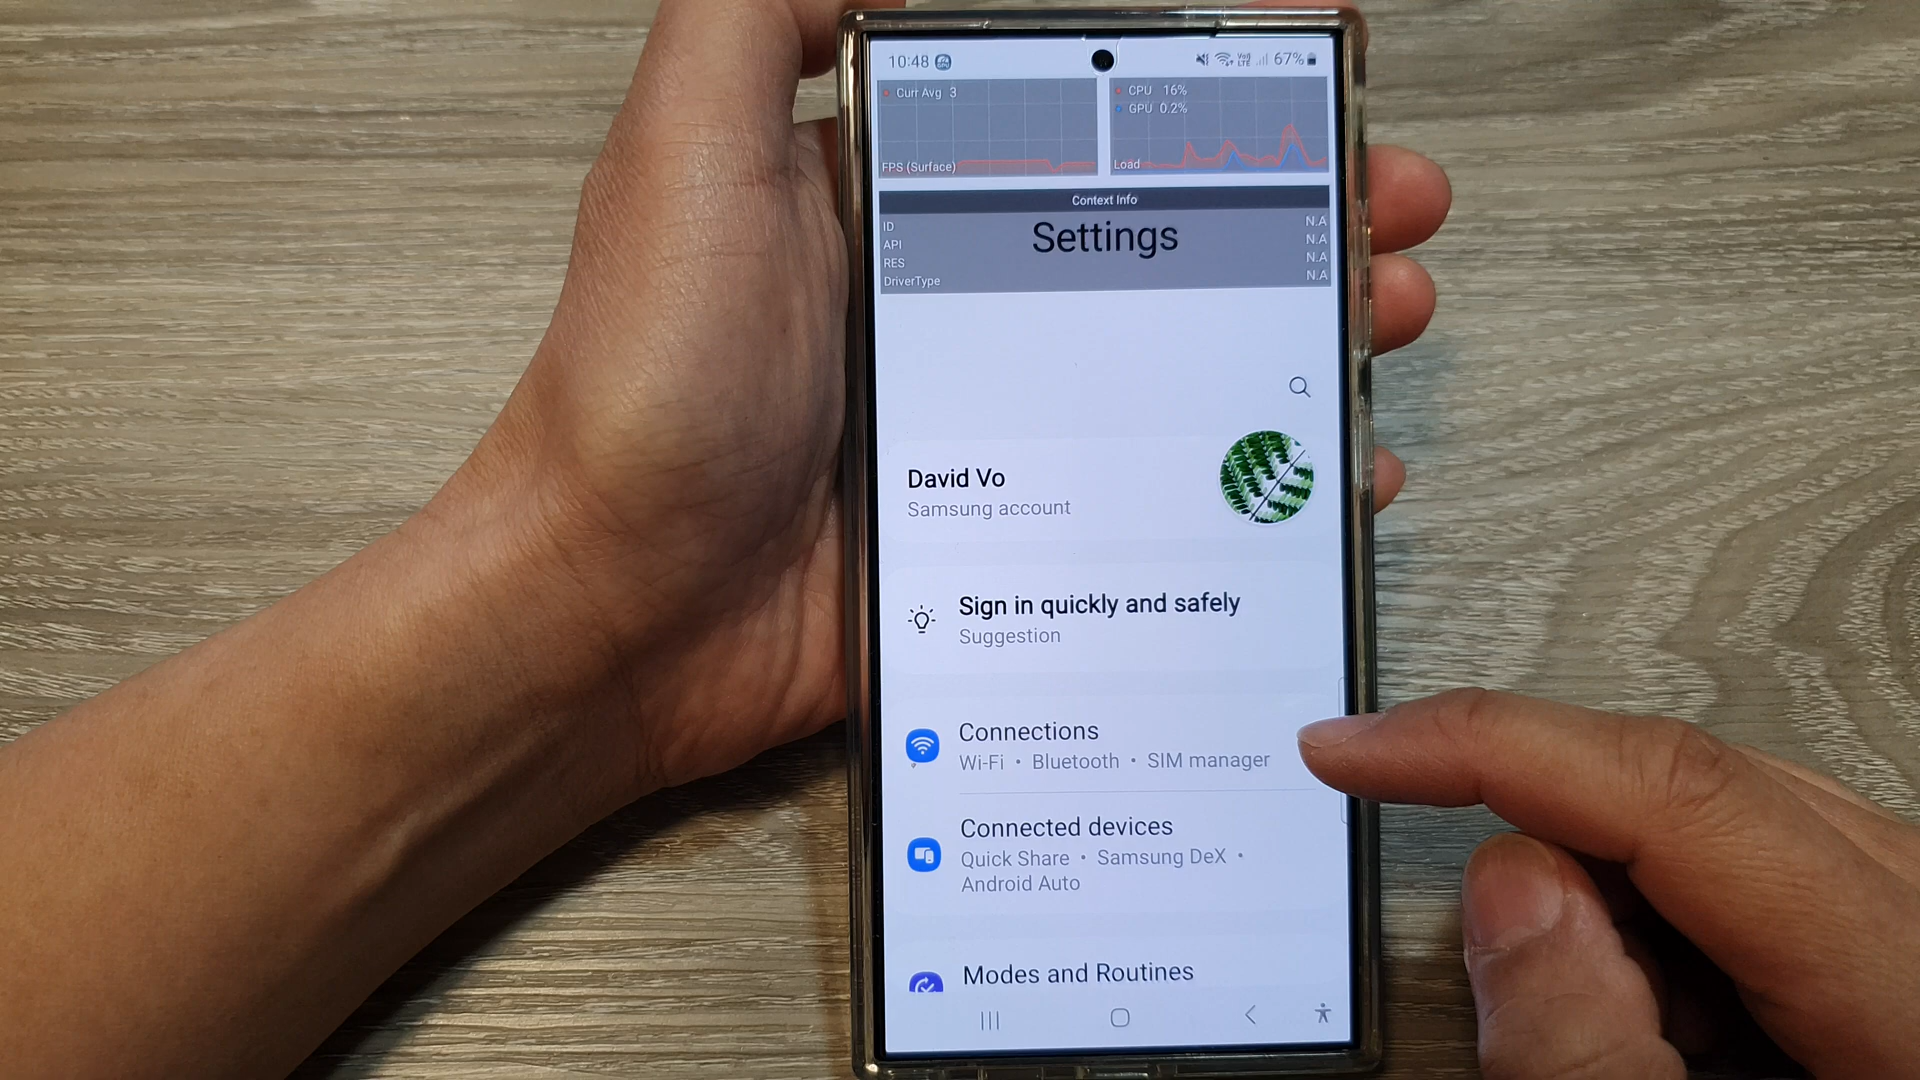 10:48
Vo)) LTE 67%
Curr Avg 3
FPS (Surface)
CPU 16%
GPU 0.2%
Load
Context Info
ID N.A
API N.A
RES N.A
DriverType N.A
Settings
David Vo
Samsung account
Sign in quickly and safely
Suggestion
Connections
Wi-Fi • Bluetooth • SIM manager
Connected devices
Quick Share • Samsung DeX •
Android Auto
Modes and Routines